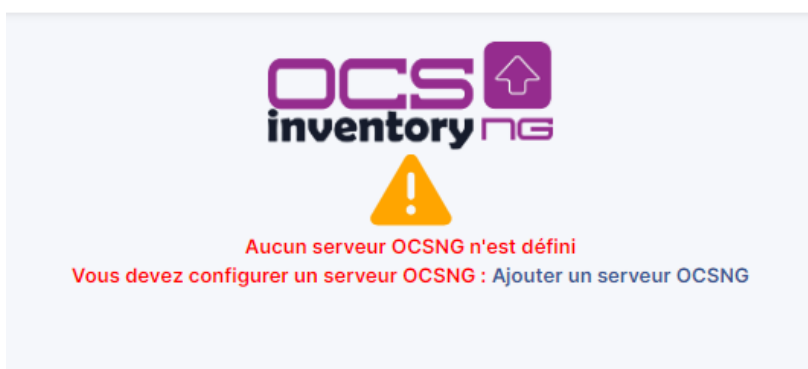 OCS
inventory NG
Aucun serveur OCSNG n'est défini
Vous devez configurer un serveur OCSNG : Ajouter un serveur OCSNG